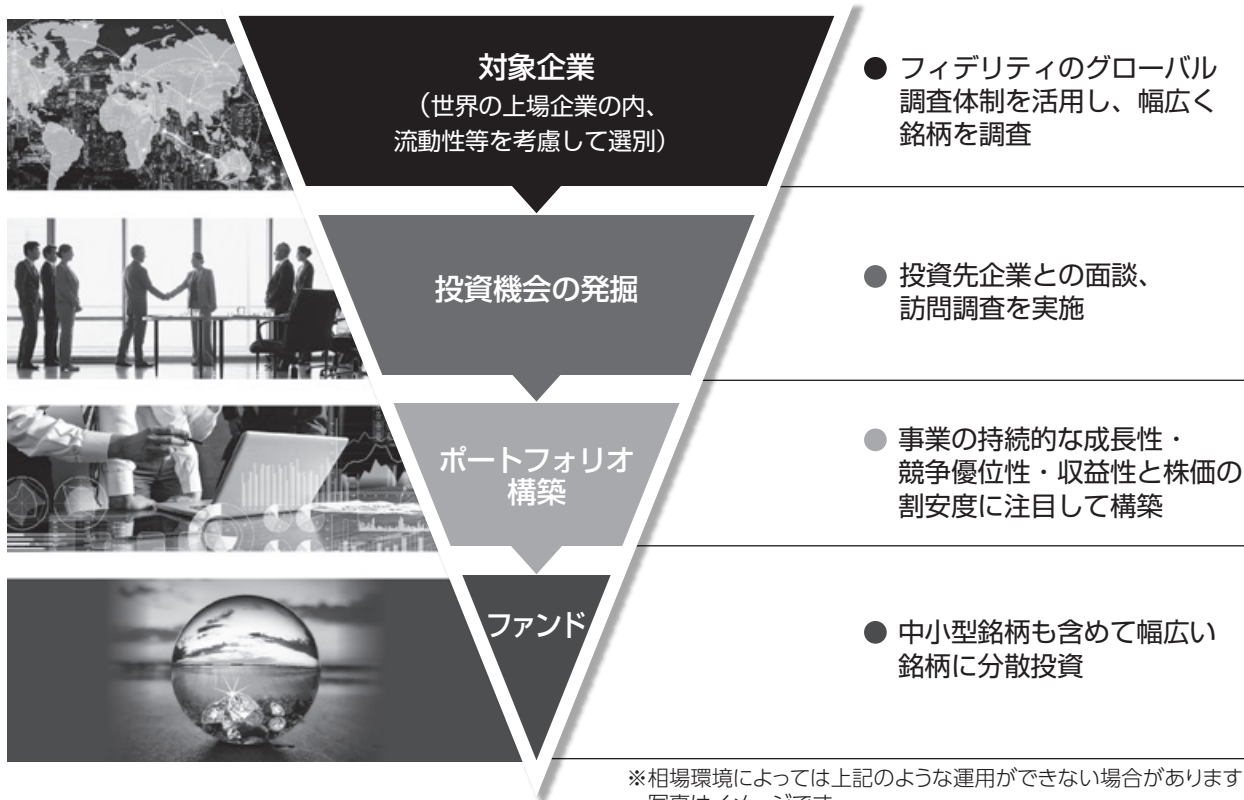 対象企業
（世界の上場企業の内、
流動性等を考慮して選別）
● フィデリティのグローバル
調査体制を活用し、幅広く
銘柄を調査
投資機会の発掘
● 投資先企業との面談、
訪問調査を実施
ポートフォリオ
構築
● 事業の持続的な成長性・
競争優位性・収益性と株価の
割安度に注目して構築
ファンド
● 中小型銘柄も含めて幅広い
銘柄に分散投資
※相場環境によっては上記のような運用ができない場合があります